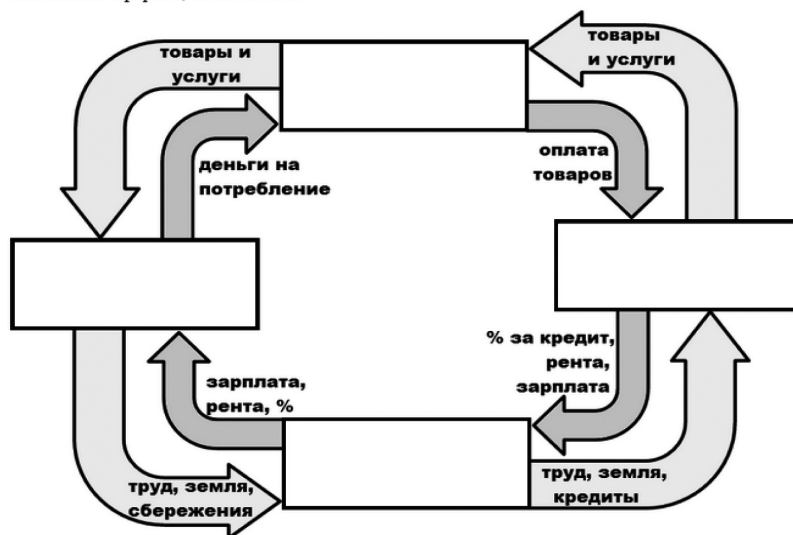 товары и
услуги
товары
и услуги
деньги на
потребление
оплата
товаров
% за кредит,
рента,
зарплата
зарплата,
рента, %
труд, земля,
сбережения
труд, земля,
кредиты